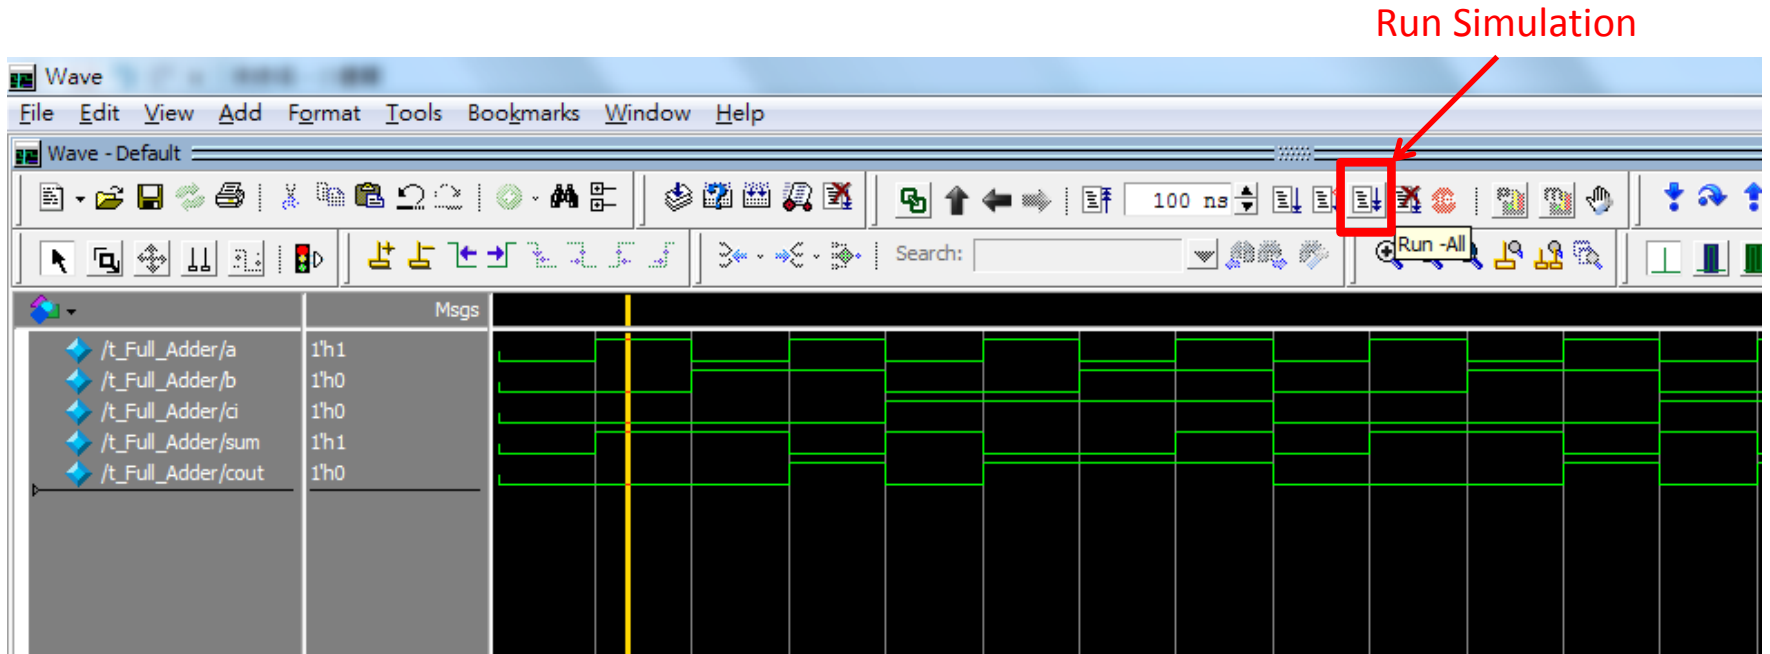 Run Simulation
Wave
File Edit View Add Format Tools Bookmarks Window Help
Wave - Default
100 ns
Search:
Run -All
Msgs
/t_Full_Adder/a 1'h1
/t_Full_Adder/b 1'h0
/t_Full_Adder/ci 1'h0
/t_Full_Adder/sum 1'h1
/t_Full_Adder/cout 1'h0